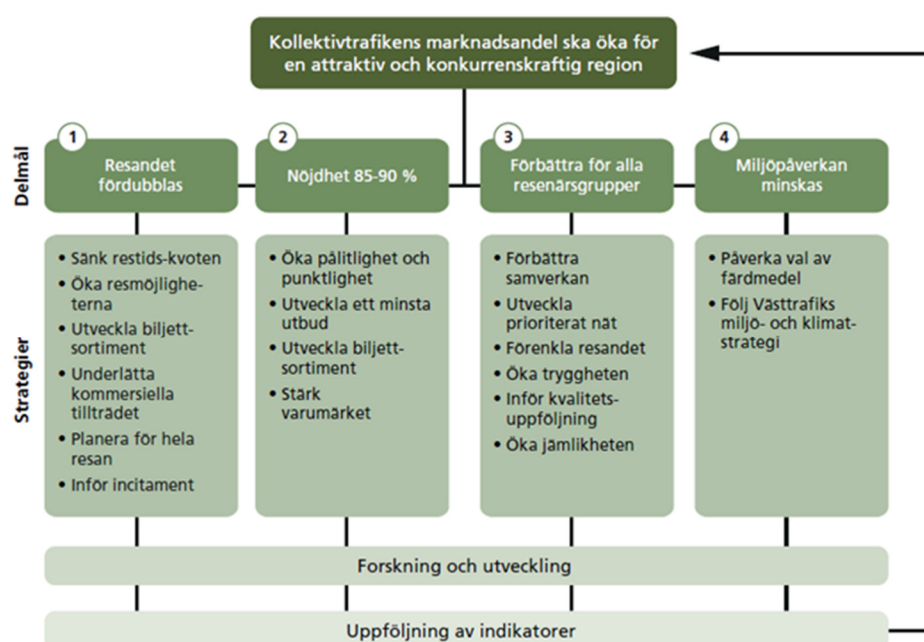 Kollektivtrafikens marknadsandel ska öka för
en attraktiv och konkurrenskraftig region
Delmål
1
Resandet
fördubblas
2
Nöjdhet 85-90 %
3
Förbättra för alla
resenärsgrupper
4
Miljöpåverkan
minskas
Strategier
• Sänk restids-kvoten
• Öka resmöjlighe-
terna
• Utveckla biljett-
sortiment
• Underlätta
kommersiella
tillträdet
• Planera för hela
resan
• Inför incitament
• Öka pålitlighet och
punktlighet
• Utveckla ett minsta
utbud
• Utveckla biljett-
sortiment
• Stärk
varumärket
• Förbättra
samverkan
• Utveckla
prioriterat nät
• Förenkla resandet
• Öka tryggheten
• Inför kvalitets-
uppföljning
• Öka jämlikheten
• Påverka val av
färdmedel
• Följ Västtrafiks
miljö- och klimat-
strategi
Forskning och utveckling
Uppföljning av indikatorer